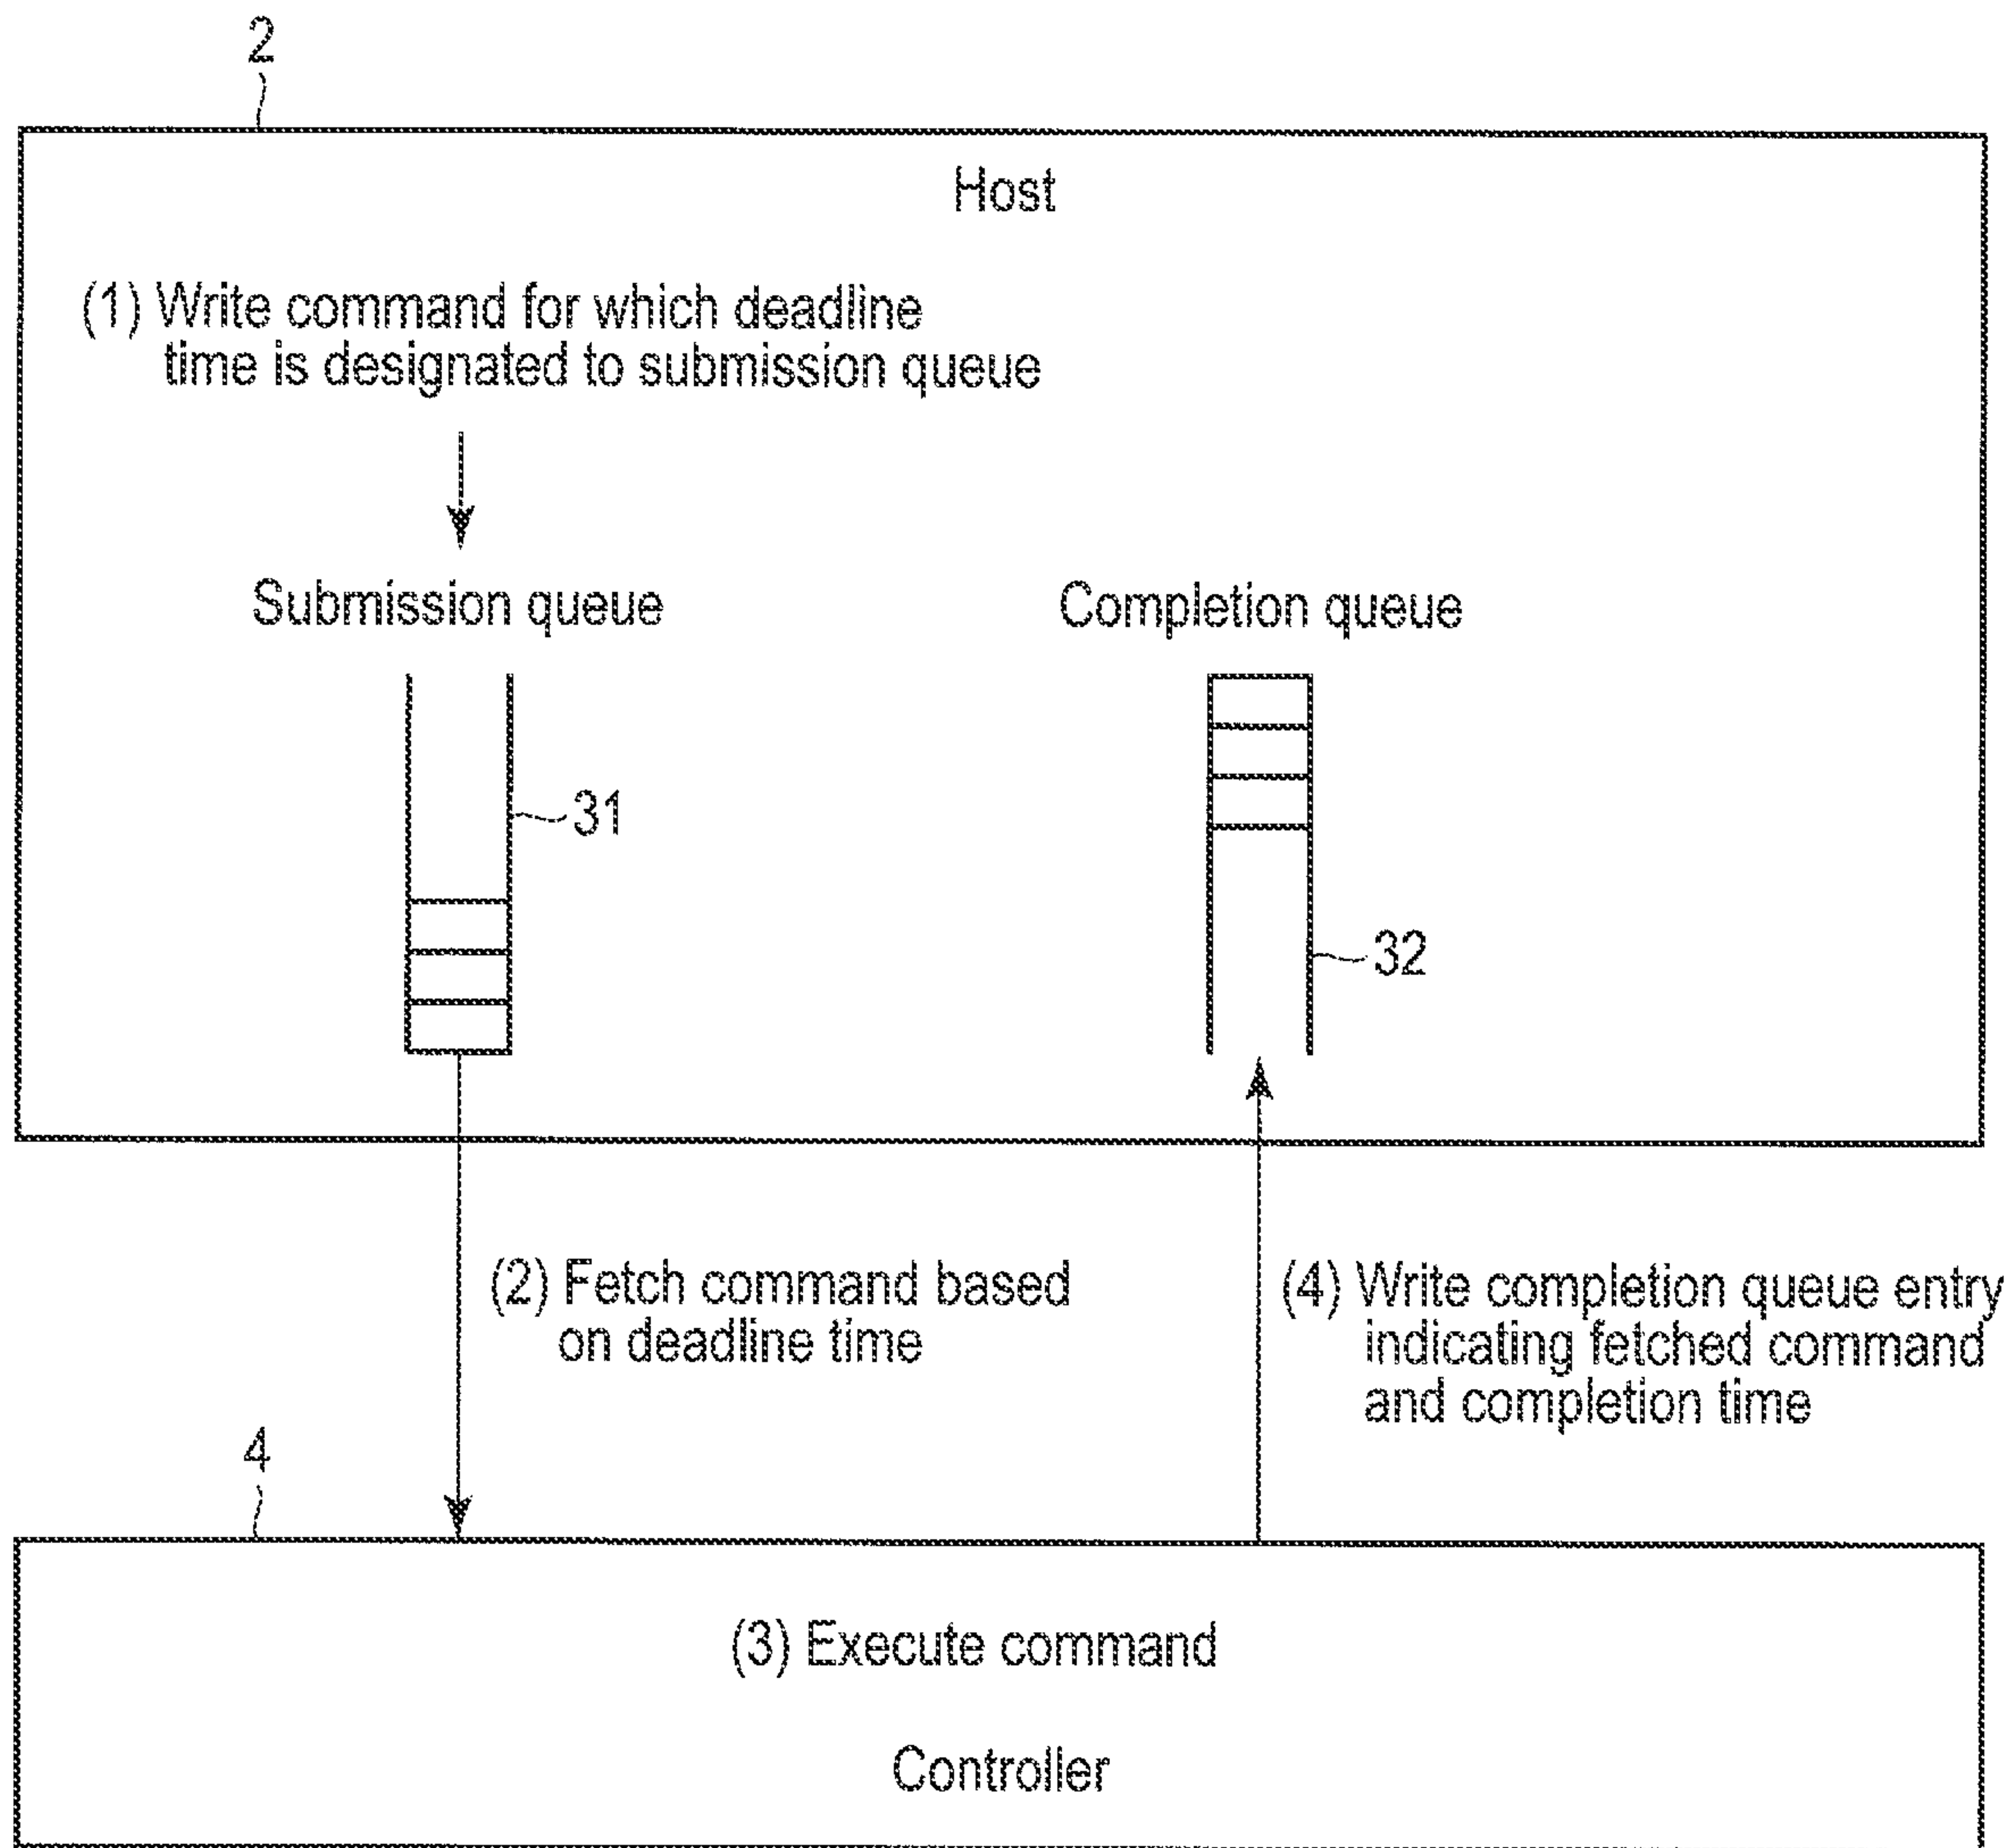 2
Host
(1) Write command for which deadline
time is designated to submission queue
Submission queue
Completion queue
31
32
(2) Fetch command based
on deadline time
(4) Write completion queue entry
indicating fetched command
and completion time
4
(3) Execute command
Controller